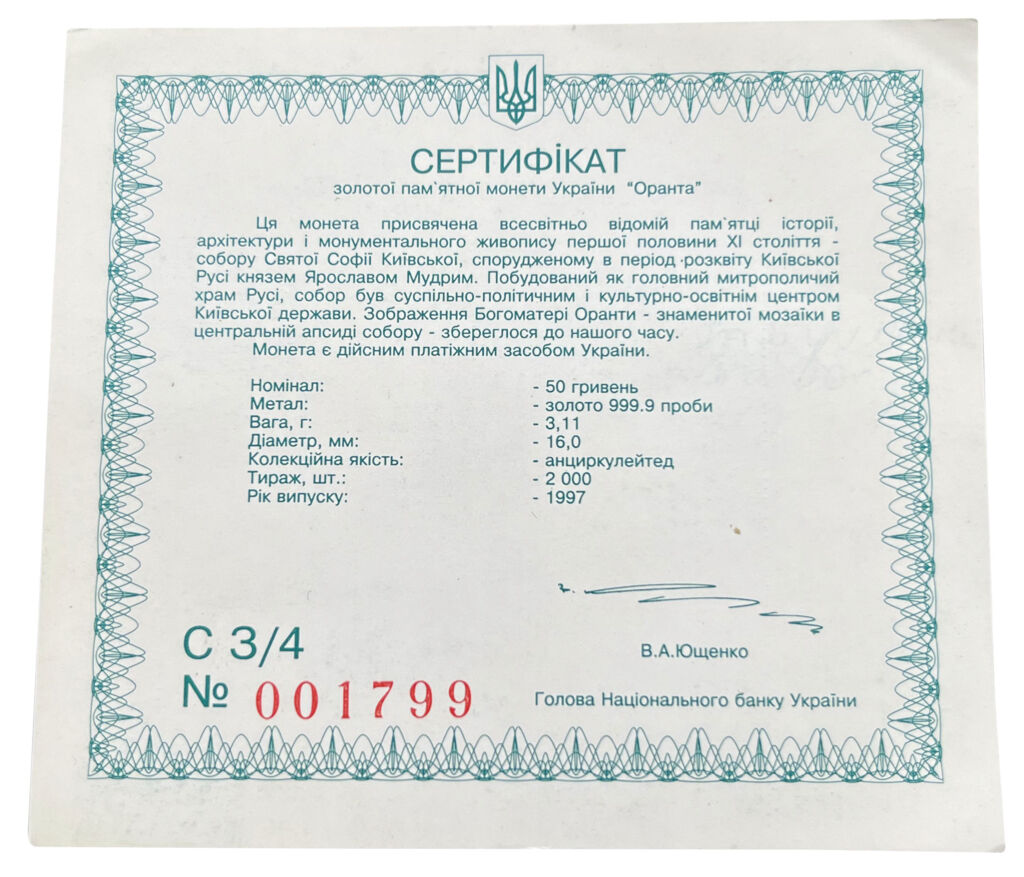 СЕРТИФІКАТ
золотої пам`ятної монети України "Оранта"
Ця монета присвячена всесвітньо відомій пам`ятці історії,
архітектури і монументального живопису першої половини XI століття -
собору Святої Софії Київської, спорудженому в період розквіту Київської
Русі князем Ярославом Мудрим. Побудований як головний митрополичий
храм Русі, собор був суспільно-політичним і культурно-освітнім центром
Київської держави. Зображення Богоматері Оранти - знаменитої мозаїки в
центральній апсиді собору - збереглося до нашого часу.
Монета є дійсним платіжним засобом України.
Номінал: - 50 гривень
Метал: - золото 999.9 проби
Вага, г: - 3,11
Діаметр, мм: - 16,0
Колекційна якість: - анциркулейтед
Тираж, шт.: - 2 000
Рік випуску: - 1997
С 3/4
В.А.Ющенко
№ 001799
Голова Національного банку України